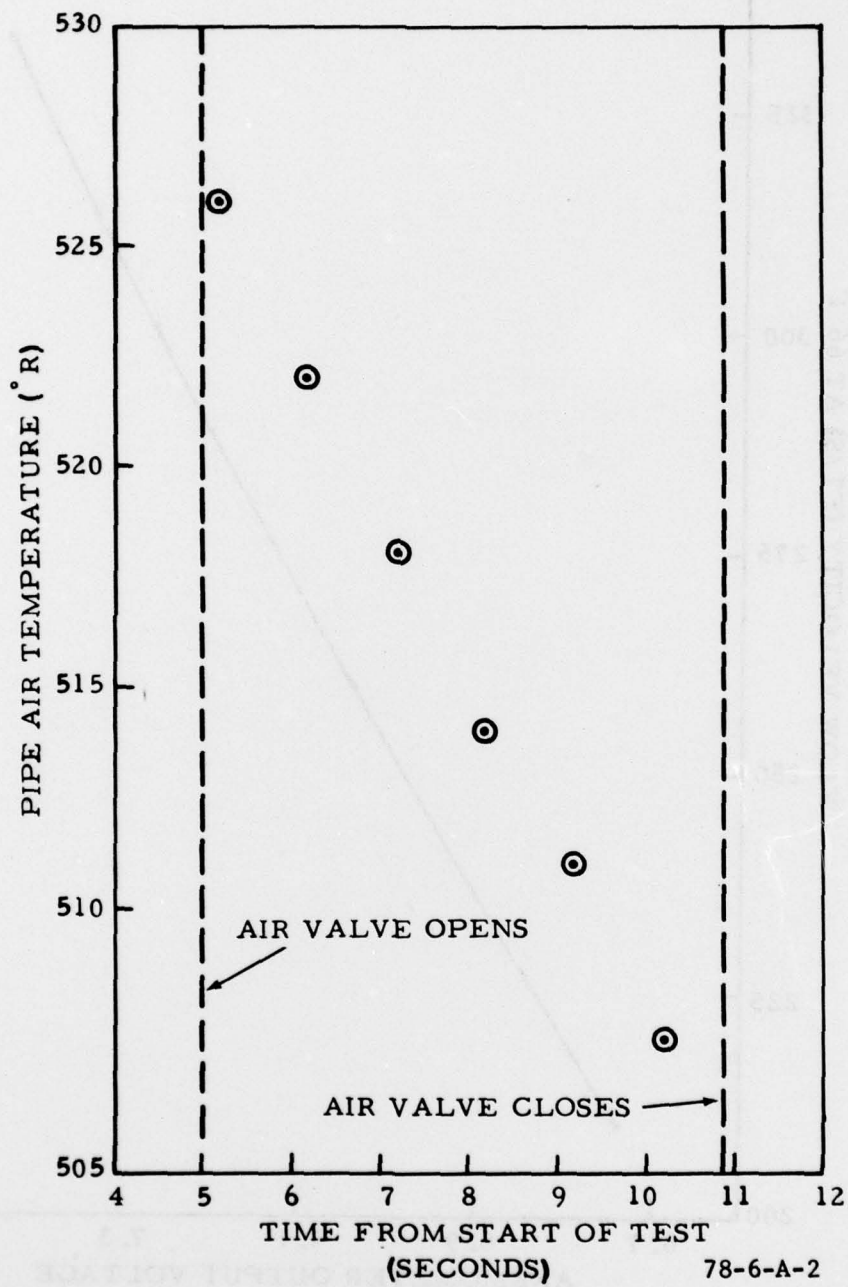 530
525
520
515
510
505
PIPE AIR TEMPERATURE (°R)
AIR VALVE OPENS
AIR VALVE CLOSES
4 5 6 7 8 9 10 11 12
TIME FROM START OF TEST
(SECONDS)
78-6-A-2